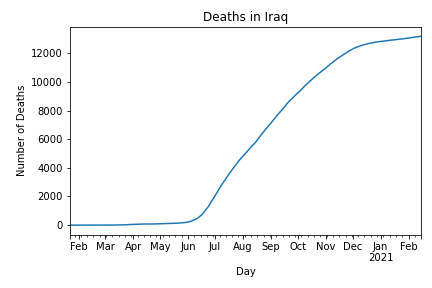 Deaths in Iraq
Number of Deaths
12000
10000
8000
6000
4000
2000
0
Feb Mar Apr May Jun Jul Aug Sep Oct Nov Dec Jan Feb
2021
Day